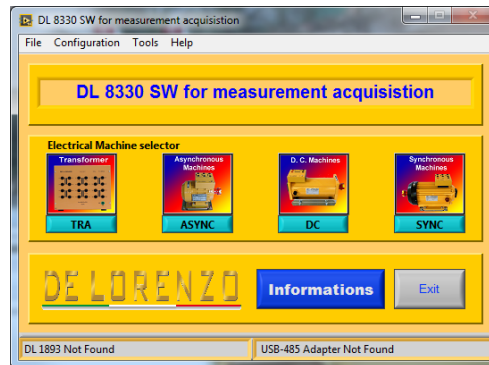 DL 8330 SW for measurement acquisistion
File Configuration Tools Help
DL 8330 SW for measurement acquisistion
Electrical Machine selector
Transformer
TRA
Asynchronous
Machines
ASYNC
D. C. Machines
DC
Synchronous
Machines
SYNC
DE LORENZO
Informations
Exit
DL 1893 Not Found
USB-485 Adapter Not Found